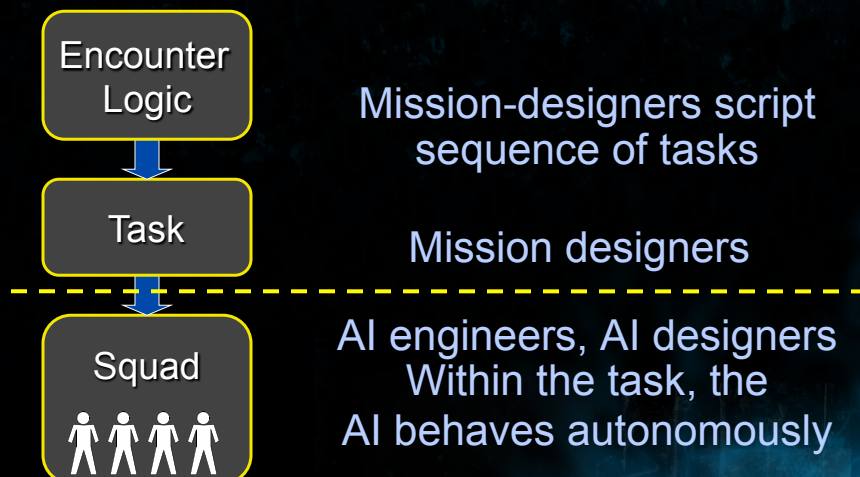 Encounter
Logic
Mission-designers script
sequence of tasks
Task
Mission designers
Squad
AI engineers, AI designers
Within the task, the
AI behaves autonomously